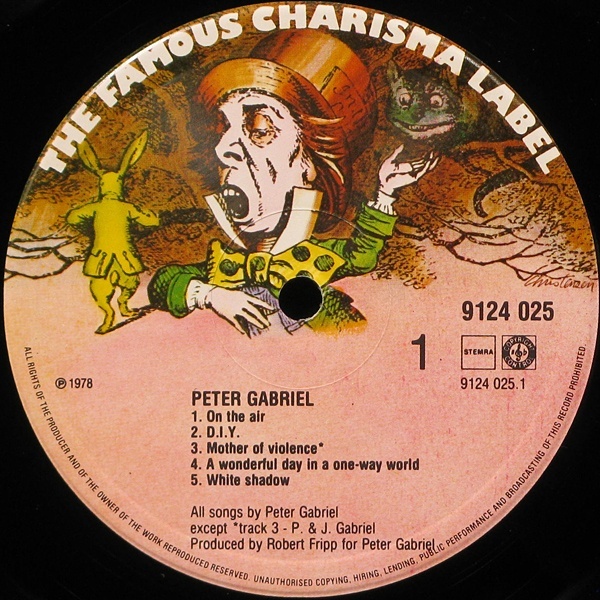 THE FAMOUS CHARISMA LABEL
Christensen
9124 025
1
STEMRA
COPYRIGHT CONTROL
9124 025.1
℗ 1978
PETER GABRIEL
1. On the air
2. D.I.Y.
3. Mother of violence*
4. A wonderful day in a one-way world
5. White shadow
All songs by Peter Gabriel
except *track 3 - P. & J. Gabriel
Produced by Robert Fripp for Peter Gabriel.
ALL RIGHTS OF THE PRODUCER AND OF THE OWNER OF THE WORK REPRODUCED RESERVED. UNAUTHORISED COPYING, HIRING, LENDING, PUBLIC PERFORMANCE AND BROADCASTING OF THIS RECORD PROHIBITED.